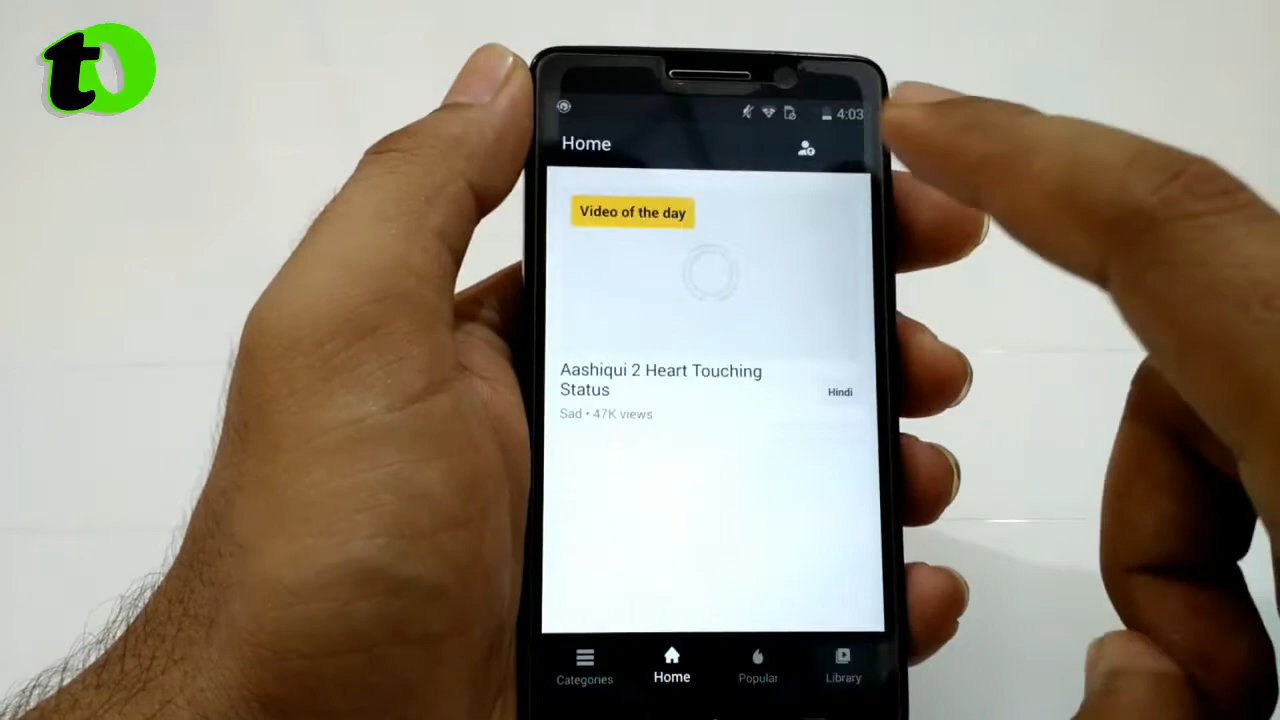 to
4:03
Home
Video of the day
Aashiqui 2 Heart Touching
Status
Hindi
Sad • 47K views
Categories
Home
Popular
Library